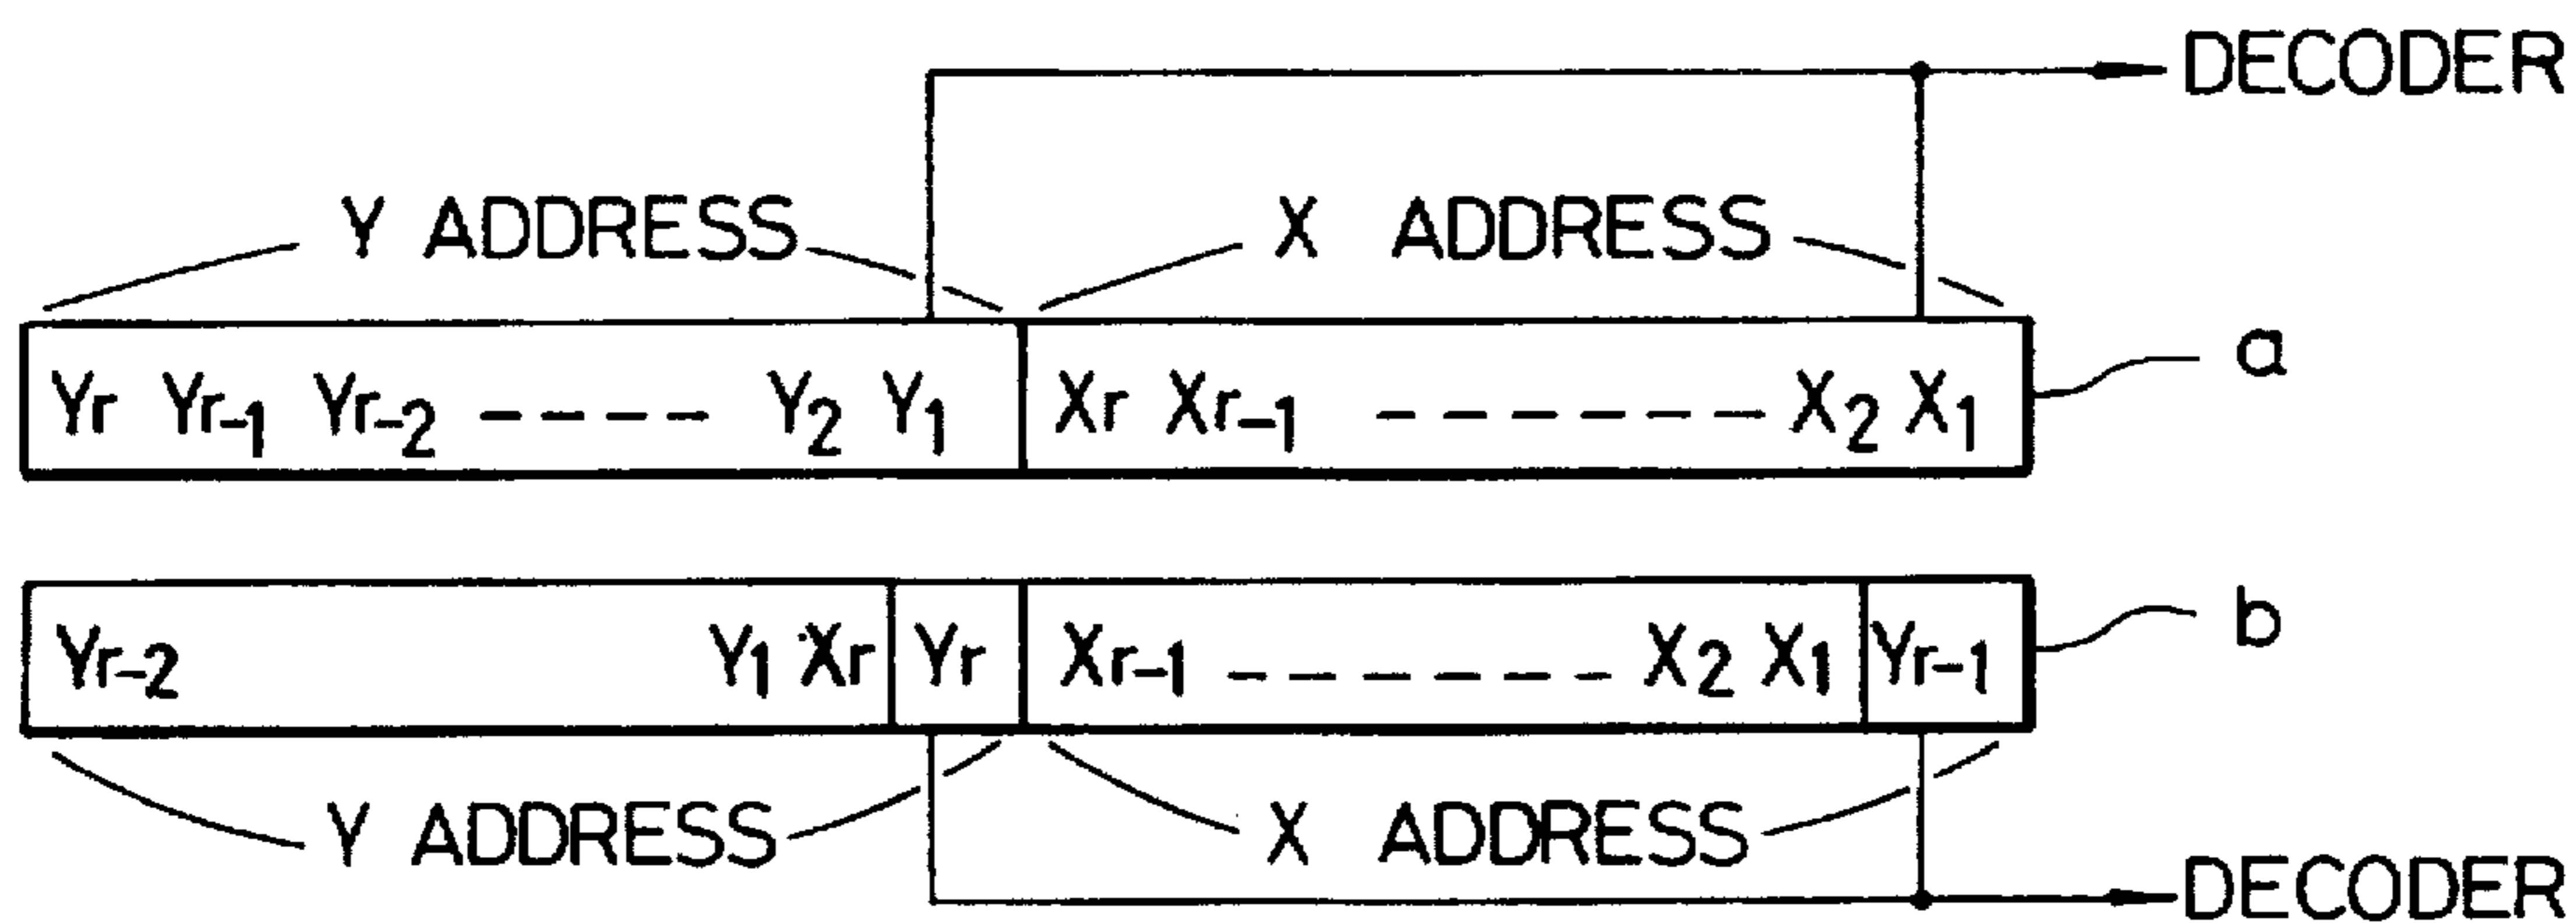 DECODER
Y ADDRESS X ADDRESS
Yr Yr-1 Yr-2 ----- Y2 Y1 Xr Xr-1 ------- X2 X1 a
Yr-2 Y1 Xr Yr Xr-1 ------- X2 X1 Yr-1 b
Y ADDRESS X ADDRESS
DECODER